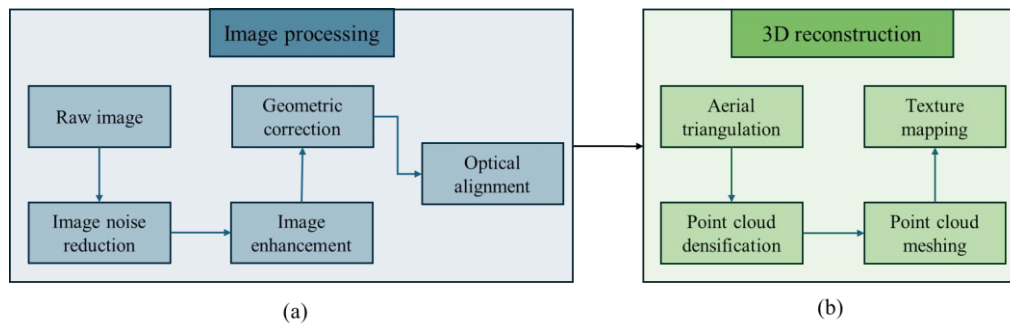 Image processing
Raw image
Image noise
reduction
Image
enhancement
Geometric
correction
Optical
alignment
(a)
3D reconstruction
Aerial
triangulation
Point cloud
densification
Point cloud
meshing
Texture
mapping
(b)